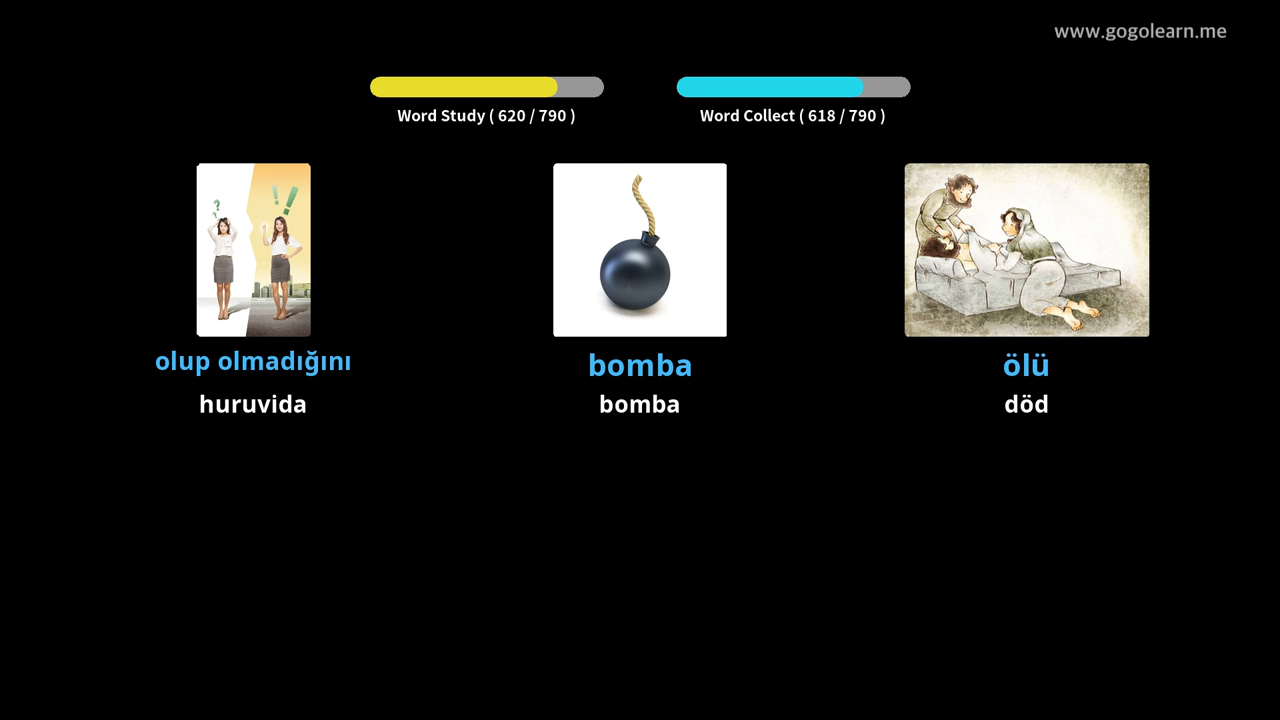 www.gogolearn.me
Word Study ( 620 / 790 )
Word Collect ( 618 / 790 )
olup olmadığını
huruvida
bomba
bomba
ölü
död